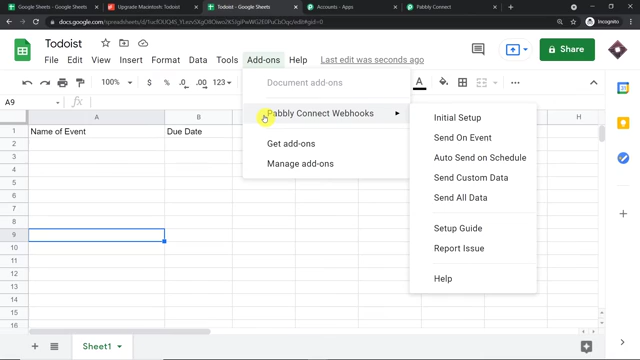 Google Sheets - Google Sheets
Upgrade Macintosh: Todoist
Todoist - Google Sheets
Accounts - Apps
Pabbly Connect
Incognito
Todoist
File Edit View Insert Format Data Tools Add-ons Help Last edit was seconds ago
Share
100% $ % .0 .00 123 A
A9 fx
Document add-ons
Pabbly Connect Webhooks
Get add-ons
Manage add-ons
Initial Setup
Send On Event
Auto Send on Schedule
Send Custom Data
Send All Data
Setup Guide
Report Issue
Help
A B H
1 Name of Event Due Date
2
3
4
5
6
7
8
9
10
11
12
13
14
15
16
Sheet1